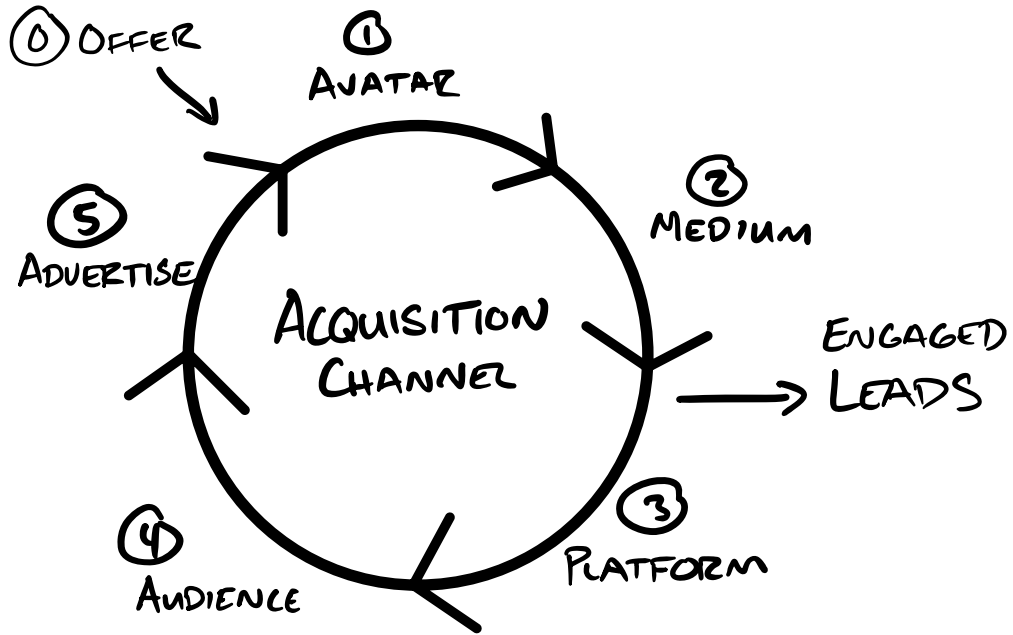 0 OFFER
1
AVATAR
2
MEDIUM
3
PLATFORM
4
AUDIENCE
5
ADVERTISE
ACQUISITION
CHANNEL
ENGAGED
LEADS